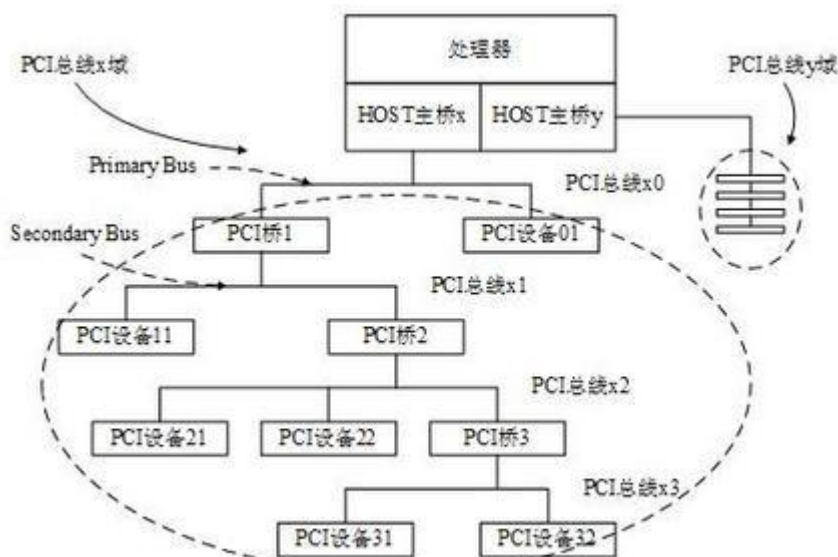 处理器
PCI总线x域
PCI总线y域
HOST主桥x
HOST主桥y
Primary Bus
PCI总线x0
Secondary Bus
PCI桥1
PCI设备01
PCI总线x1
PCI设备11
PCI桥2
PCI总线x2
PCI设备21
PCI设备22
PCI桥3
PCI总线x3
PCI设备31
PCI设备32